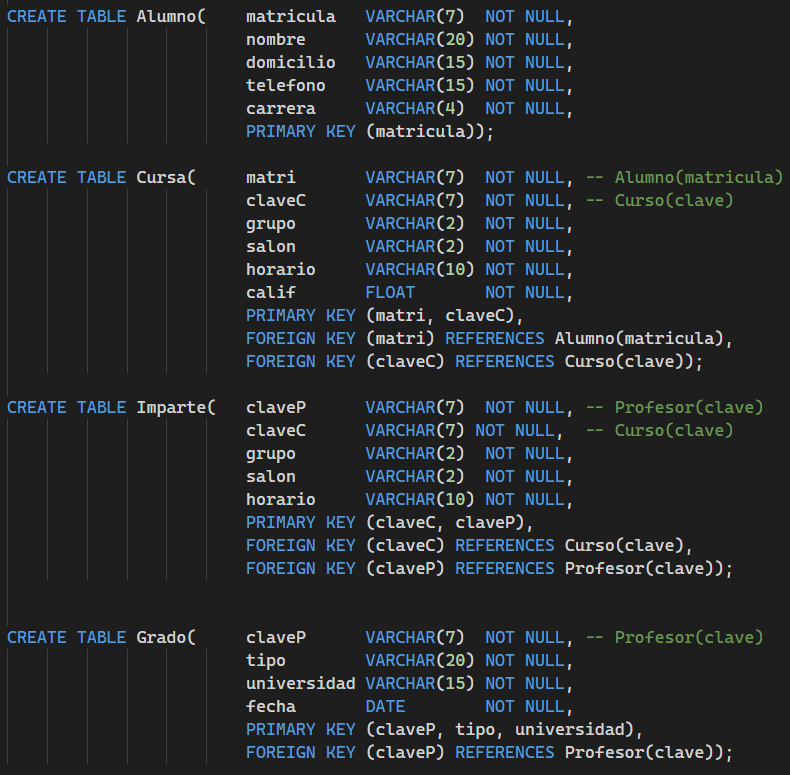 CREATE TABLE Alumno(    matricula   VARCHAR(7)  NOT NULL,
                        nombre      VARCHAR(20) NOT NULL,
                        domicilio   VARCHAR(15) NOT NULL,
                        telefono    VARCHAR(15) NOT NULL,
                        carrera     VARCHAR(4)  NOT NULL,
                        PRIMARY KEY (matricula));
CREATE TABLE Cursa(     matri       VARCHAR(7)  NOT NULL, -- Alumno(matricula)
                        claveC      VARCHAR(7)  NOT NULL, -- Curso(clave)
                        grupo       VARCHAR(2)  NOT NULL,
                        salon       VARCHAR(2)  NOT NULL,
                        horario     VARCHAR(10) NOT NULL,
                        calif       FLOAT       NOT NULL,
                        PRIMARY KEY (matri, claveC),
                        FOREIGN KEY (matri) REFERENCES Alumno(matricula),
                        FOREIGN KEY (claveC) REFERENCES Curso(clave));
CREATE TABLE Imparte(   claveP      VARCHAR(7)  NOT NULL, -- Profesor(clave)
                        claveC      VARCHAR(7) NOT NULL,  -- Curso(clave)
                        grupo       VARCHAR(2)  NOT NULL,
                        salon       VARCHAR(2)  NOT NULL,
                        horario     VARCHAR(10) NOT NULL,
                        PRIMARY KEY (claveC, claveP),
                        FOREIGN KEY (claveC) REFERENCES Curso(clave),
                        FOREIGN KEY (claveP) REFERENCES Profesor(clave));
CREATE TABLE Grado(     claveP      VARCHAR(7)  NOT NULL, -- Profesor(clave)
                        tipo        VARCHAR(20) NOT NULL,
                        universidad VARCHAR(15) NOT NULL,
                        fecha       DATE        NOT NULL,
                        PRIMARY KEY (claveP, tipo, universidad),
                        FOREIGN KEY (claveP) REFERENCES Profesor(clave));